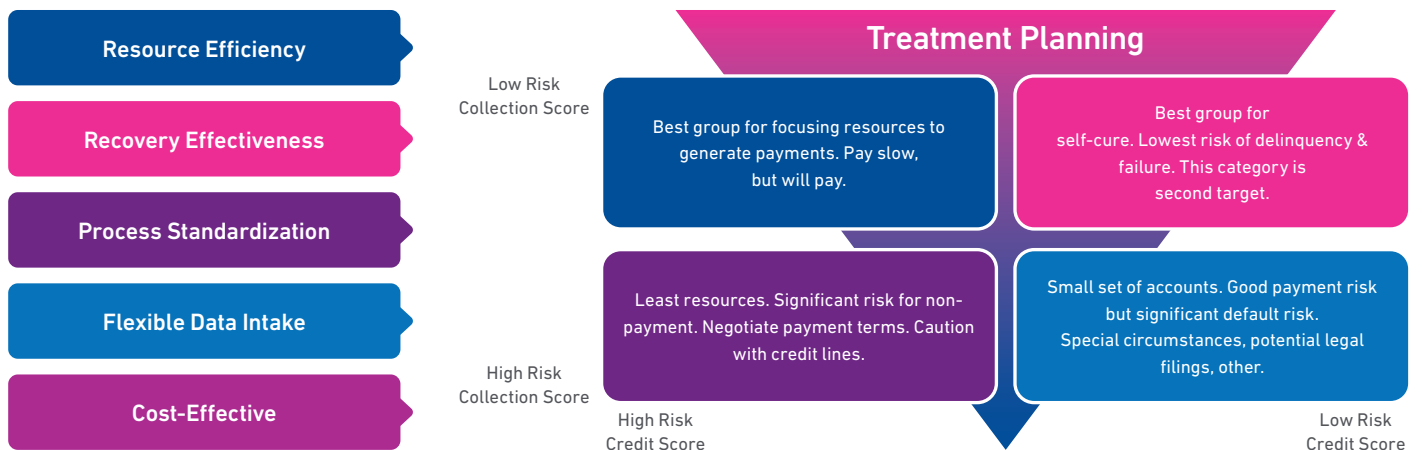 Resource Efficiency
Recovery Effectiveness
Process Standardization
Flexible Data Intake
Cost-Effective
Treatment Planning
Low Risk
Collection Score
Best group for focusing resources to
generate payments. Pay slow,
but will pay.
Best group for
self-cure. Lowest risk of delinquency &
failure. This category is
second target.
Least resources. Significant risk for non-
payment. Negotiate payment terms. Caution
with credit lines.
Small set of accounts. Good payment risk
but significant default risk.
Special circumstances, potential legal
filings, other.
High Risk
Collection Score
High Risk
Credit Score
Low Risk
Credit Score